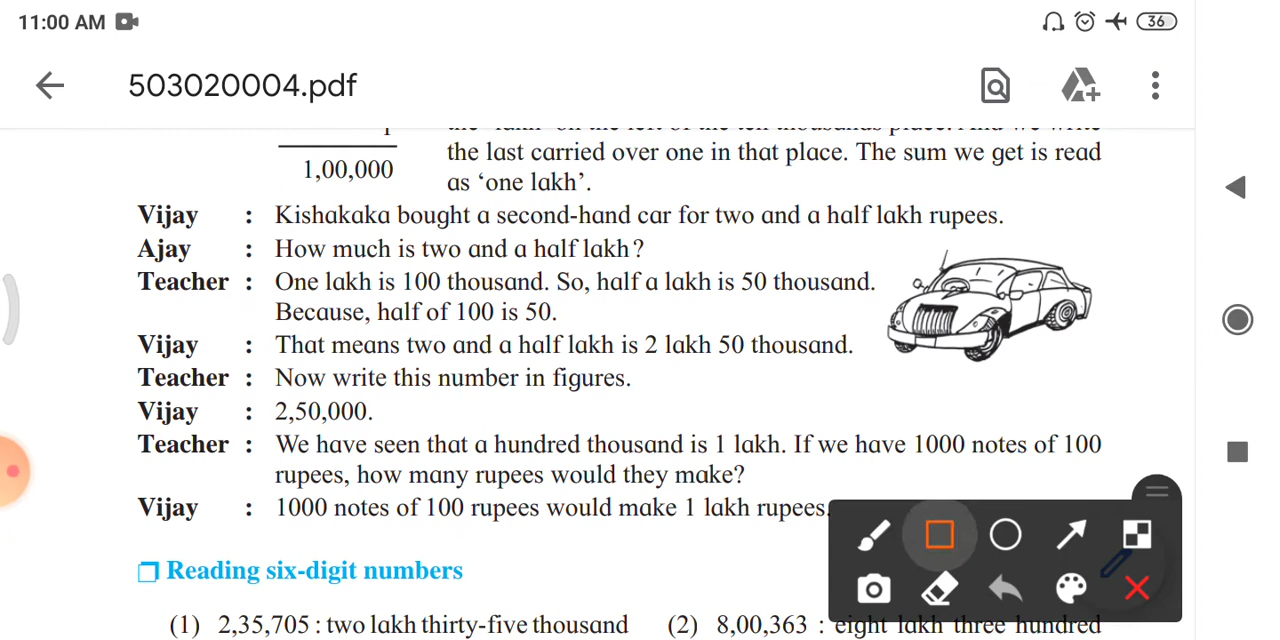 11:00 AM
36
503020004.pdf
1,00,000
the last carried over one in that place. The sum we get is read
as ‘one lakh’.
Vijay : Kishakaka bought a second-hand car for two and a half lakh rupees.
Ajay : How much is two and a half lakh?
Teacher : One lakh is 100 thousand. So, half a lakh is 50 thousand.
Because, half of 100 is 50.
Vijay : That means two and a half lakh is 2 lakh 50 thousand.
Teacher : Now write this number in figures.
Vijay : 2,50,000.
Teacher : We have seen that a hundred thousand is 1 lakh. If we have 1000 notes of 100
rupees, how many rupees would they make?
Vijay : 1000 notes of 100 rupees would make 1 lakh rupees.
Reading six-digit numbers
(1) 2,35,705 : two lakh thirty-five thousand
(2) 8,00,363 : eight lakh three hundred